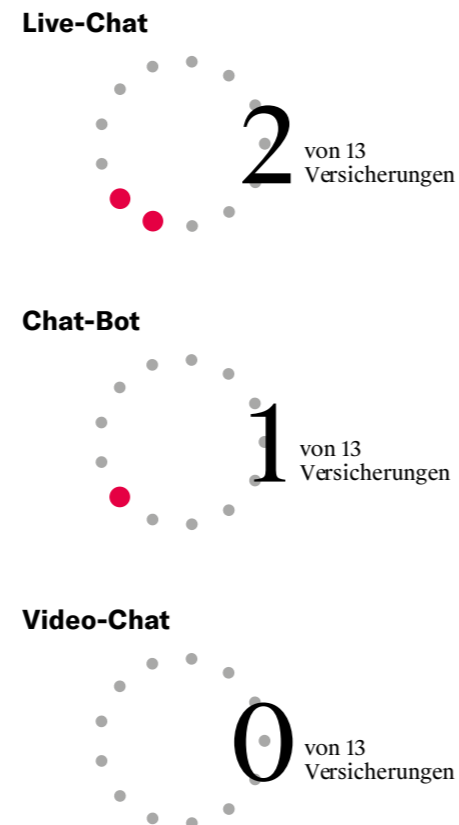 Live-Chat
2
von 13
Versicherungen
Chat-Bot
1
von 13
Versicherungen
Video-Chat
0
von 13
Versicherungen